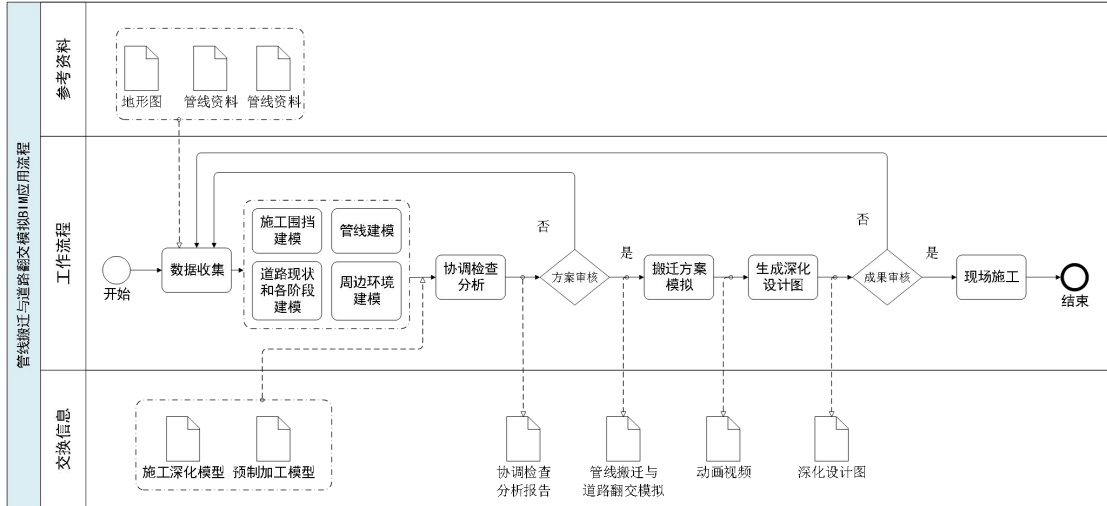 管线搬迁与道路翻交模拟BIM应用流程
参考资料
地形图
管线资料
管线资料
工作流程
开始
数据收集
施工围挡
建模
管线建模
道路现状
和各阶段
建模
周边环境
建模
协调检查
分析
否
方案审核
是
搬迁方案
模拟
生成深化
设计图
否
成果审核
是
现场施工
结束
交换信息
施工深化模型
预制加工模型
协调检查
分析报告
管线搬迁与
道路翻交模拟
动画视频
深化设计图